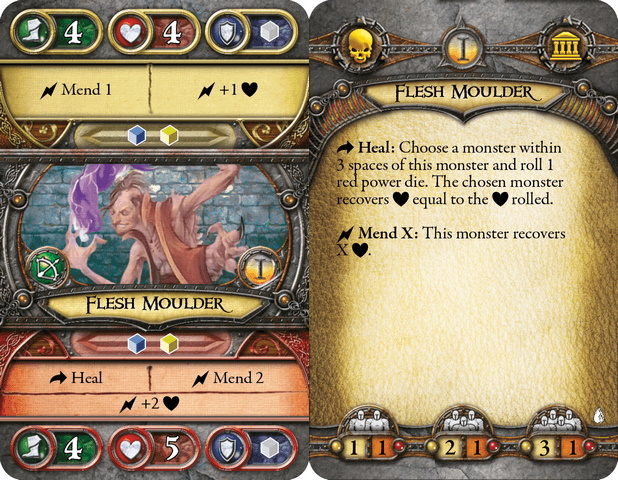 4 4
Mend 1 +1
I
FLESH MOULDER
Heal Mend 2
+2
4 5
I
FLESH MOULDER
Heal: Choose a monster within
3 spaces of this monster and roll 1
red power die. The chosen monster
recovers equal to the rolled.
Mend X: This monster recovers
X .
1 1 2 1 3 1